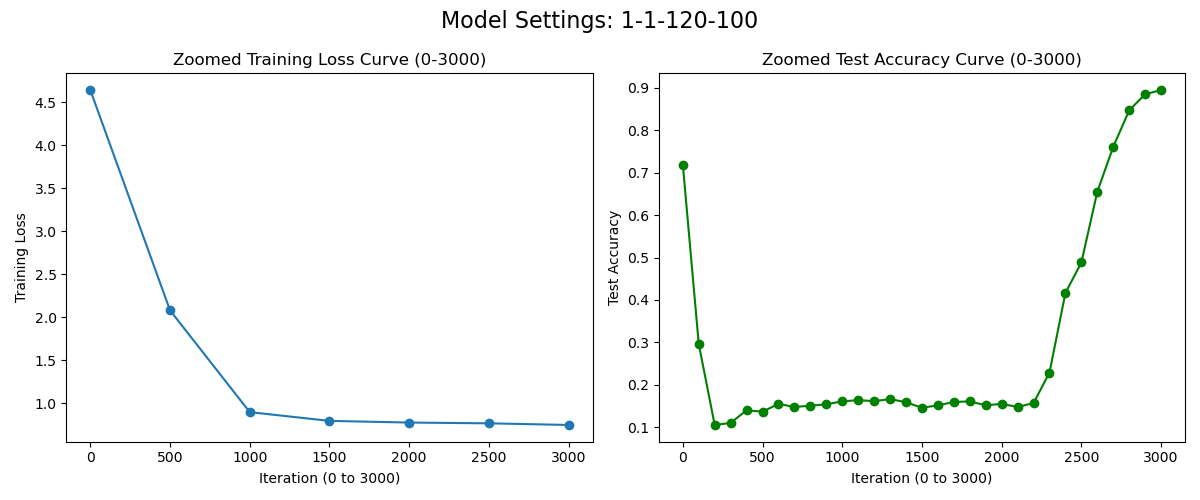 Model Settings: 1-1-120-100
Zoomed Training Loss Curve (0-3000)
Training Loss
4.5
4.0
3.5
3.0
2.5
2.0
1.5
1.0
0 500 1000 1500 2000 2500 3000
Iteration (0 to 3000)
Zoomed Test Accuracy Curve (0-3000)
Test Accuracy
0.9
0.8
0.7
0.6
0.5
0.4
0.3
0.2
0.1
0 500 1000 1500 2000 2500 3000
Iteration (0 to 3000)